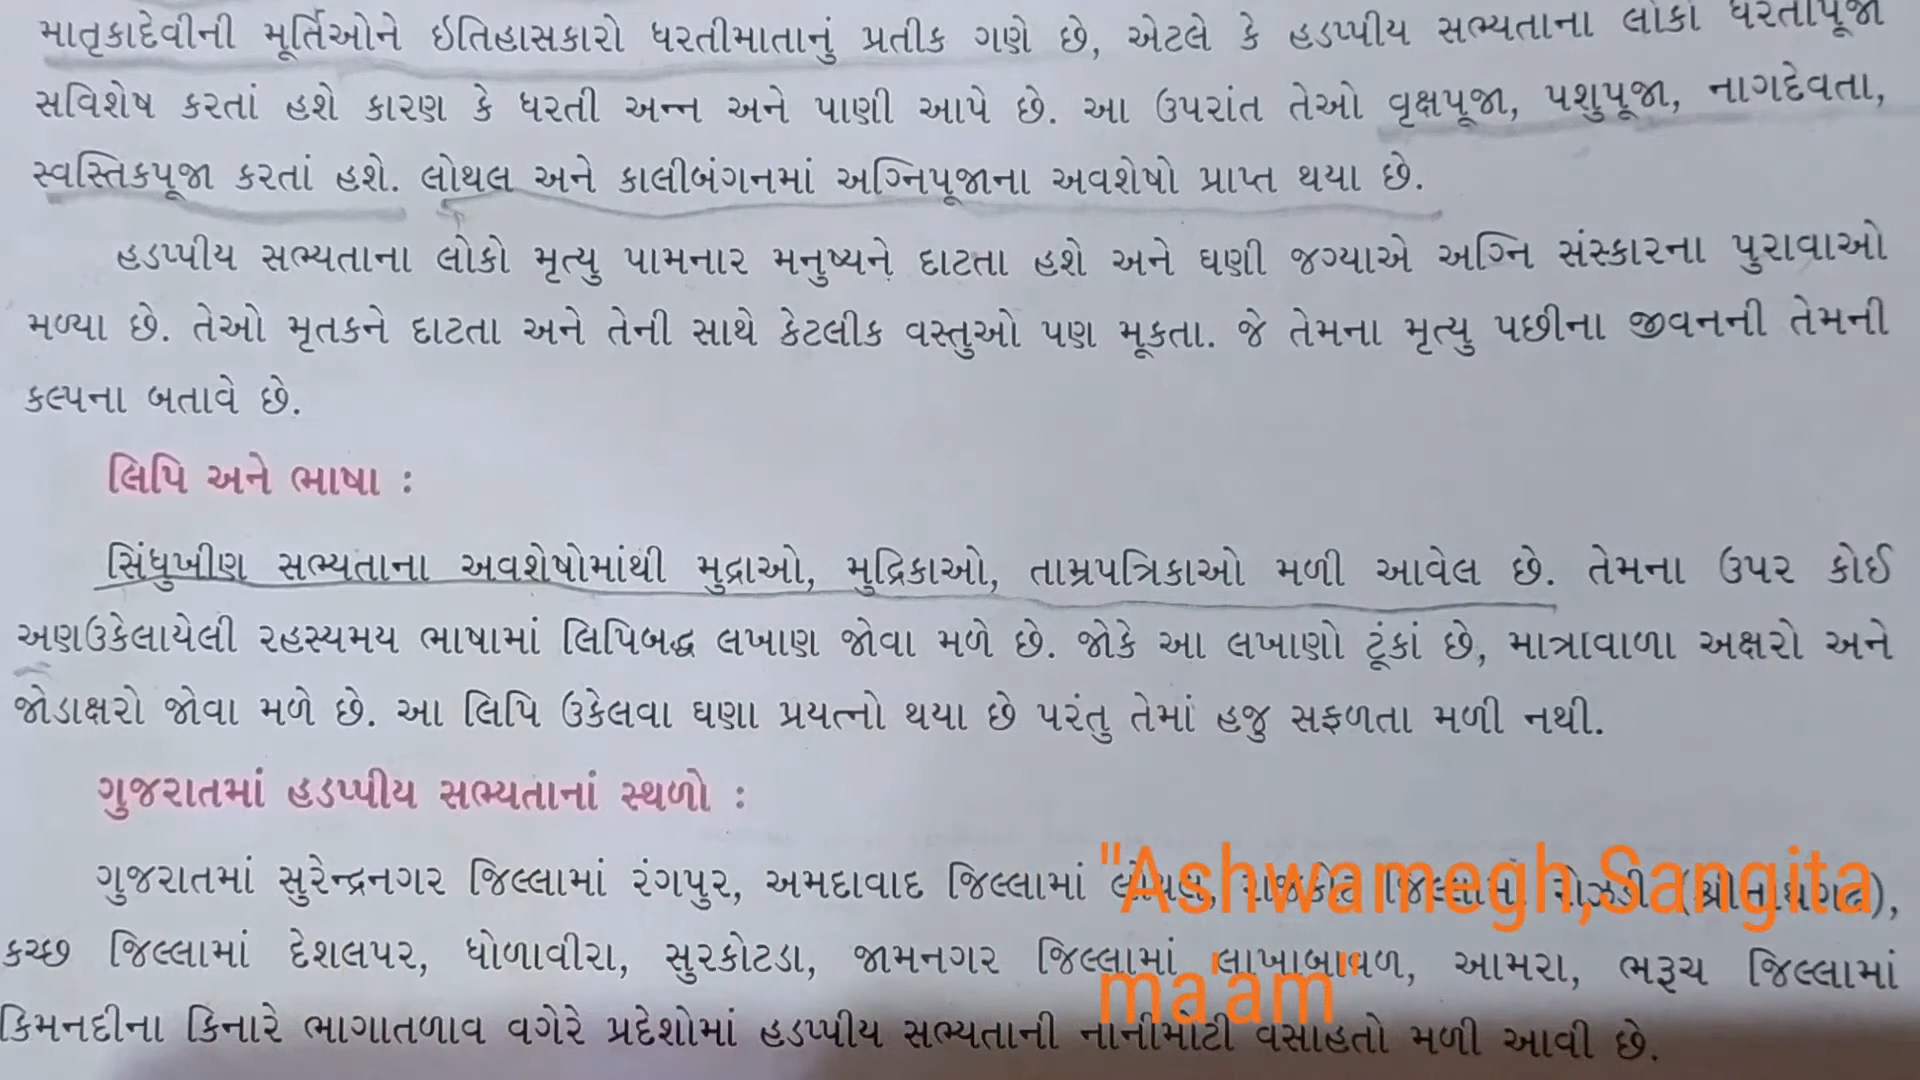 માતૃકાદેવીની મૂર્તિઓને ઇતિહાસકારો ધરતીમાતાનું પ્રતીક ગણે છે, એટલે કે હડપ્પીય સભ્યતાના લોકો ધરતીપૂજા
સવિશેષ કરતાં હશે કારણ કે ધરતી અન્ન અને પાણી આપે છે. આ ઉપરાંત તેઓ વૃક્ષપૂજા, પશુપૂજા, નાગદેવતા,
સ્વસ્તિકપૂજા કરતાં હશે. લોથલ અને કાલીબંગનમાં અગ્નિપૂજાના અવશેષો પ્રાપ્ત થયા છે.
હડપ્પીય સભ્યતાના લોકો મૃત્યુ પામનાર મનુષ્યને દાટતા હશે અને ઘણી જગ્યાએ અગ્નિ સંસ્કારના પુરાવાઓ
મળ્યા છે. તેઓ મૃતકને દાટતા અને તેની સાથે કેટલીક વસ્તુઓ પણ મૂકતા. જે તેમના મૃત્યુ પછીના જીવનની તેમની
કલ્પના બતાવે છે.
લિપિ અને ભાષા :
સિંધુખીણ સભ્યતાના અવશેષોમાંથી મુદ્રાઓ, મુદ્રિકાઓ, તામ્રપત્રિકાઓ મળી આવેલ છે. તેમના ઉપર કોઈ
અણઉકેલાયેલી રહસ્યમય ભાષામાં લિપિબદ્ધ લખાણ જોવા મળે છે. જોકે આ લખાણો ટૂંકાં છે, માત્રાવાળા અક્ષરો અને
જોડાક્ષરો જોવા મળે છે. આ લિપિ ઉકેલવા ઘણા પ્રયત્નો થયા છે પરંતુ તેમાં હજુ સફળતા મળી નથી.
ગુજરાતમાં હડપ્પીય સભ્યતાનાં સ્થળો :
ગુજરાતમાં સુરેન્દ્રનગર જિલ્લામાં રંગપુર, અમદાવાદ જિલ્લામાં લોથલ, રાજકોટ જિલ્લામાં રોઝડી (શ્રીનાથગઢ),
કચ્છ જિલ્લામાં દેશલપર, ધોળાવીરા, સુરકોટડા, જામનગર જિલ્લામાં લાખાબાવળ, આમરા, ભરૂચ જિલ્લામાં
કિમનદીના કિનારે ભાગાતળાવ વગેરે પ્રદેશોમાં હડપ્પીય સભ્યતાની નાનીમોટી વસાહતો મળી આવી છે.
"Ashwamegh,Sangita
ma'am"